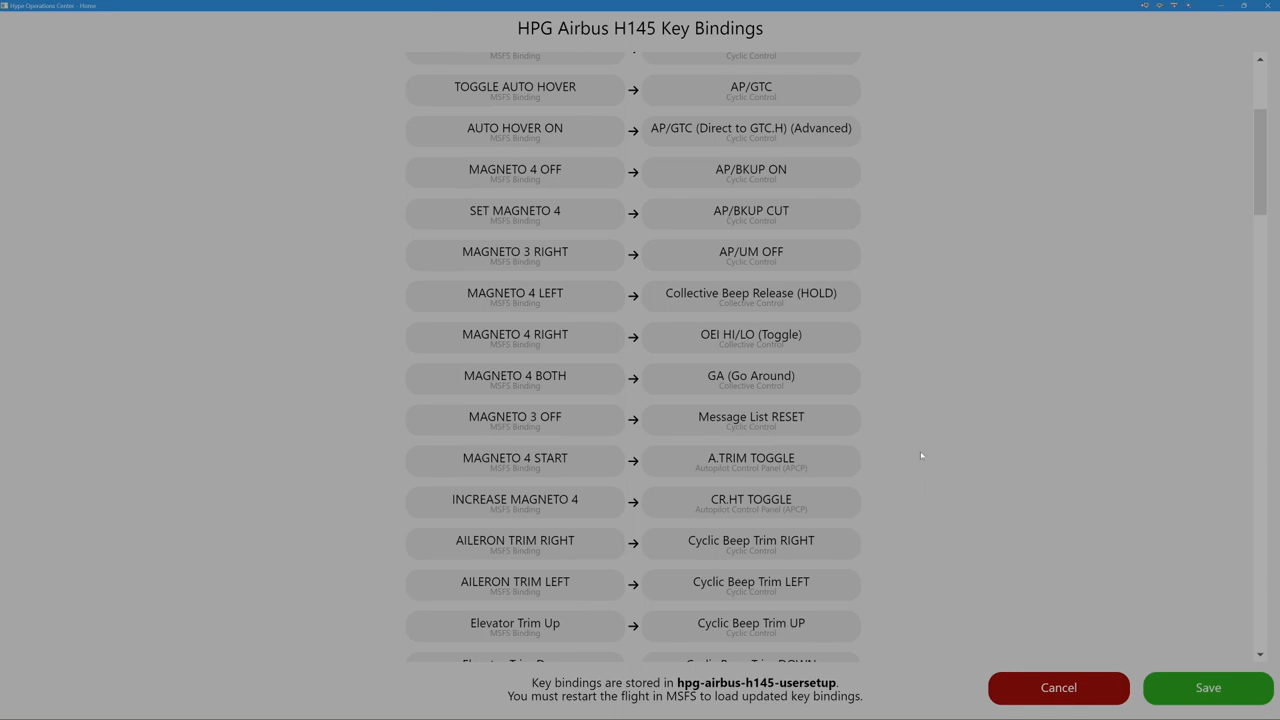 Hype Operations Center - Home
HPG Airbus H145 Key Bindings
MSFS Binding
Cyclic Control
TOGGLE AUTO HOVER
MSFS Binding
AP/GTC
Cyclic Control
AUTO HOVER ON
MSFS Binding
AP/GTC (Direct to GTC.H) (Advanced)
Cyclic Control
MAGNETO 4 OFF
MSFS Binding
AP/BKUP ON
Cyclic Control
SET MAGNETO 4
MSFS Binding
AP/BKUP CUT
Cyclic Control
MAGNETO 3 RIGHT
MSFS Binding
AP/UM OFF
Cyclic Control
MAGNETO 4 LEFT
MSFS Binding
Collective Beep Release (HOLD)
Collective Control
MAGNETO 4 RIGHT
MSFS Binding
OEI HI/LO (Toggle)
Collective Control
MAGNETO 4 BOTH
MSFS Binding
GA (Go Around)
Collective Control
MAGNETO 3 OFF
MSFS Binding
Message List RESET
Cyclic Control
MAGNETO 4 START
MSFS Binding
A.TRIM TOGGLE
Autopilot Control Panel (APCP)
INCREASE MAGNETO 4
MSFS Binding
CR.HT TOGGLE
Autopilot Control Panel (APCP)
AILERON TRIM RIGHT
MSFS Binding
Cyclic Beep Trim RIGHT
Cyclic Control
AILERON TRIM LEFT
MSFS Binding
Cyclic Beep Trim LEFT
Cyclic Control
Elevator Trim Up
MSFS Binding
Cyclic Beep Trim UP
Cyclic Control
Key bindings are stored in hpg-airbus-h145-usersetup.
You must restart the flight in MSFS to load updated key bindings.
Cancel
Save